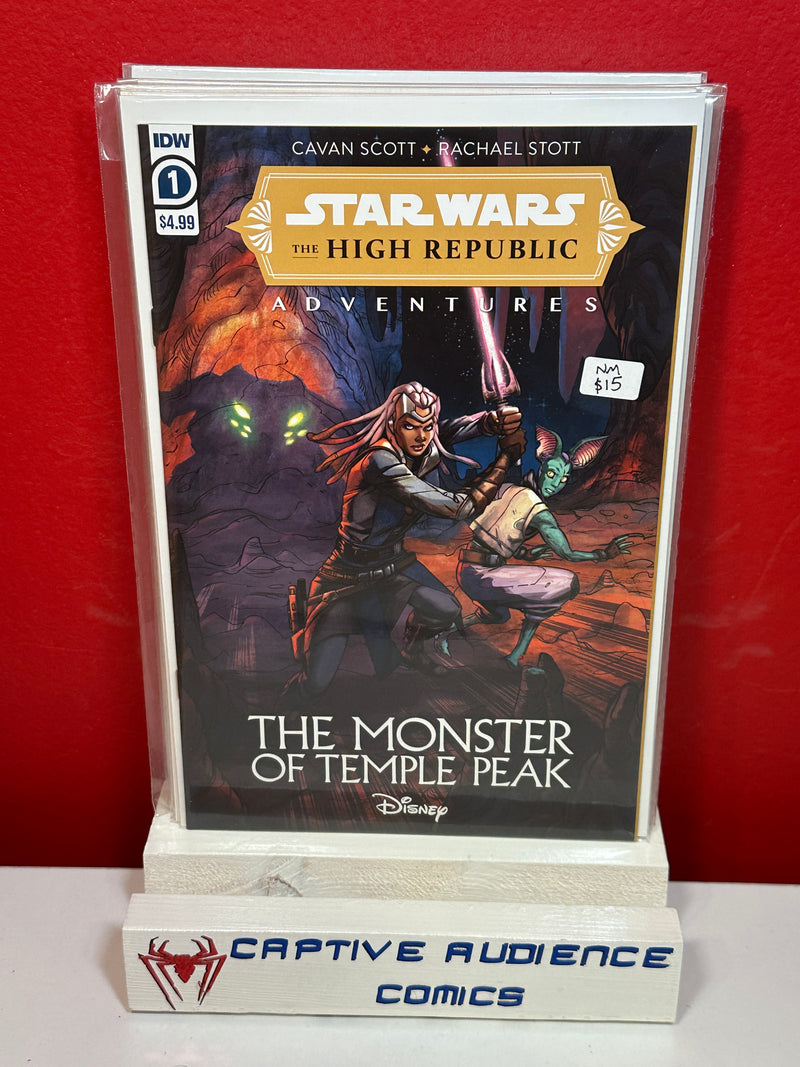 IDW
1
$4.99
CAVAN SCOTT ✦ RACHAEL STOTT
STAR WARS
THE HIGH REPUBLIC
ADVENTURES
NM
$15
THE MONSTER
OF TEMPLE PEAK
Disney
CAPTIVE AUDIENCE
COMICS